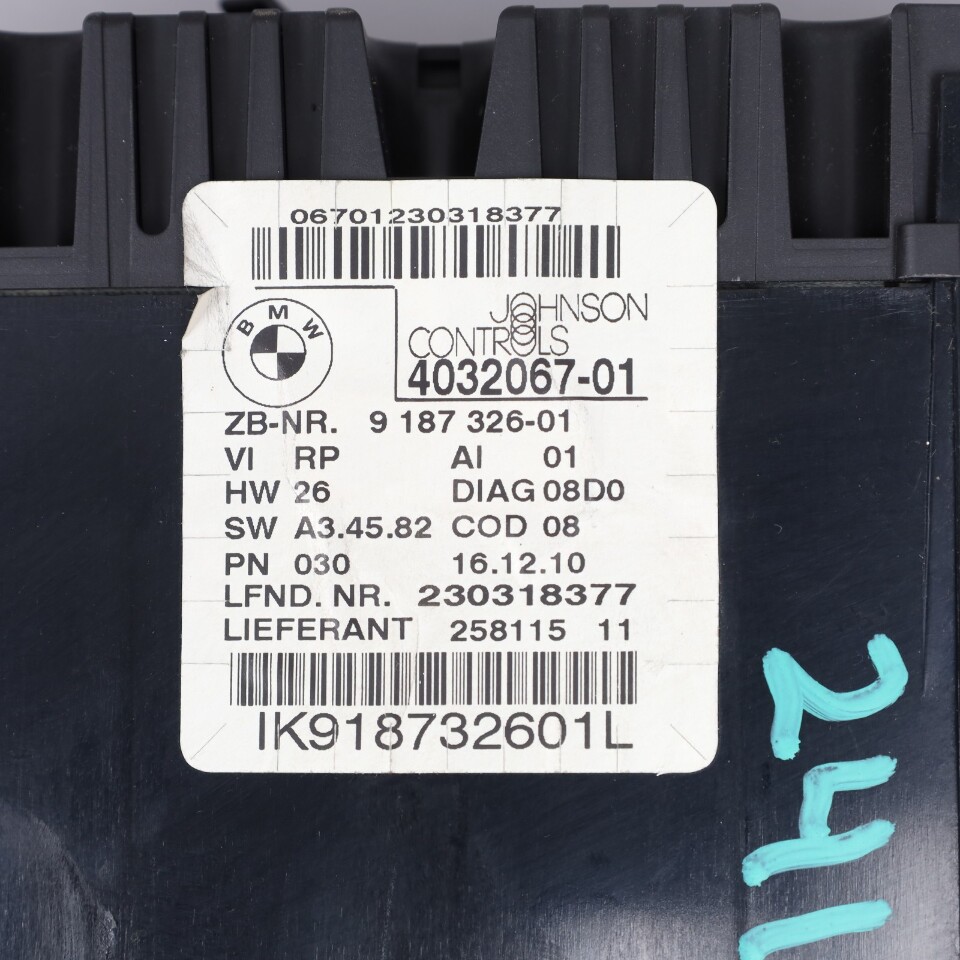 06701230318377
BMW
JOHNSON
CONTROLS
4032067-01
ZB-NR. 9 187 326-01
VI RP AI 01
HW 26 DIAG 08D0
SW A3.45.82 COD 08
PN 030 16.12.10
LFND. NR. 230318377
LIEFERANT 258115 11
IK918732601L
241